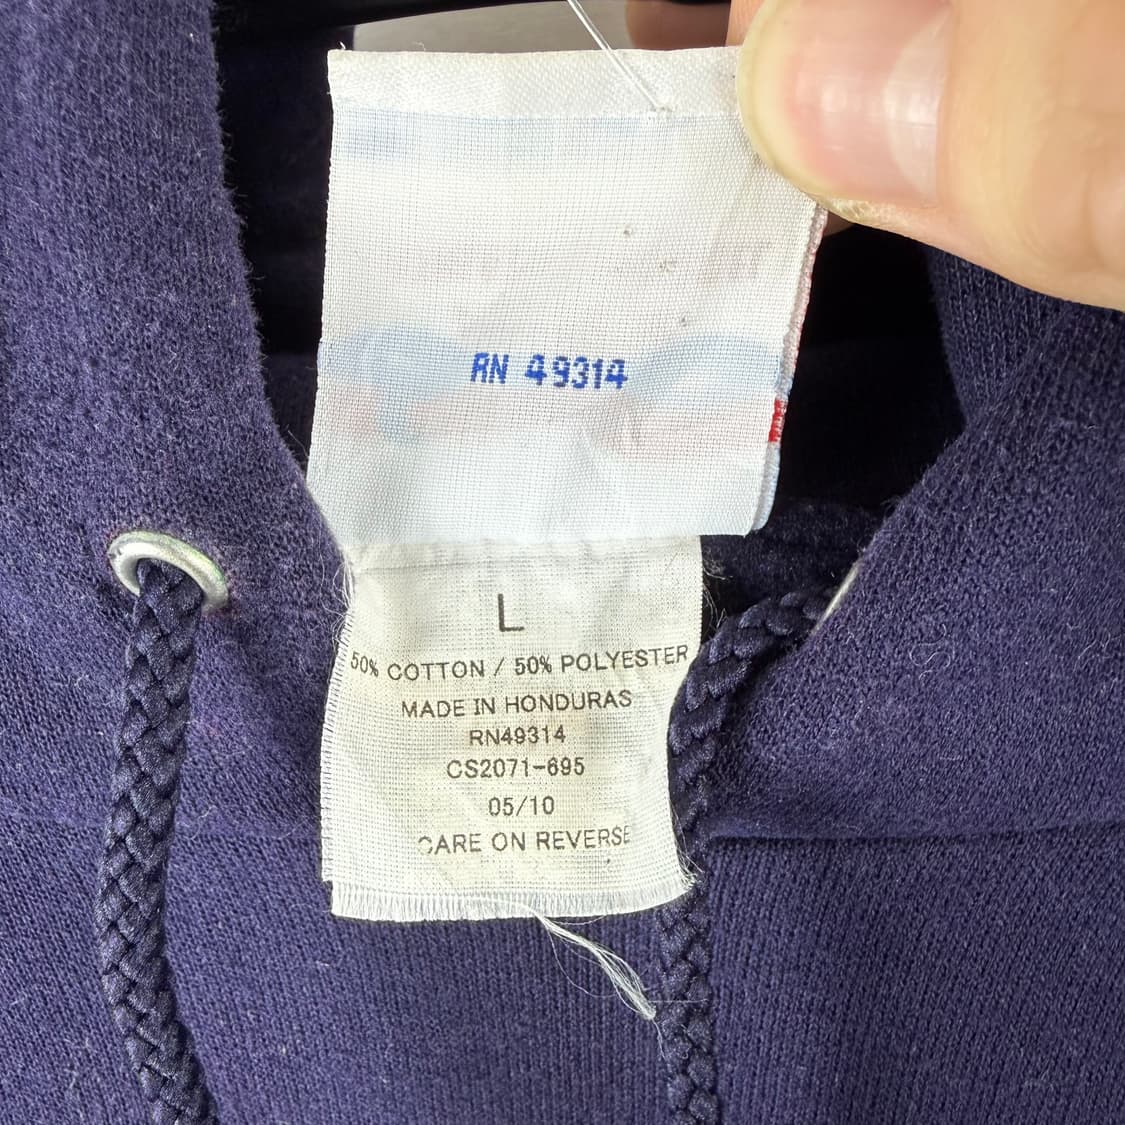 RN 49314
L
50% COTTON / 50% POLYESTER
MADE IN HONDURAS
RN49314
CS2071-695
05/10
CARE ON REVERSE